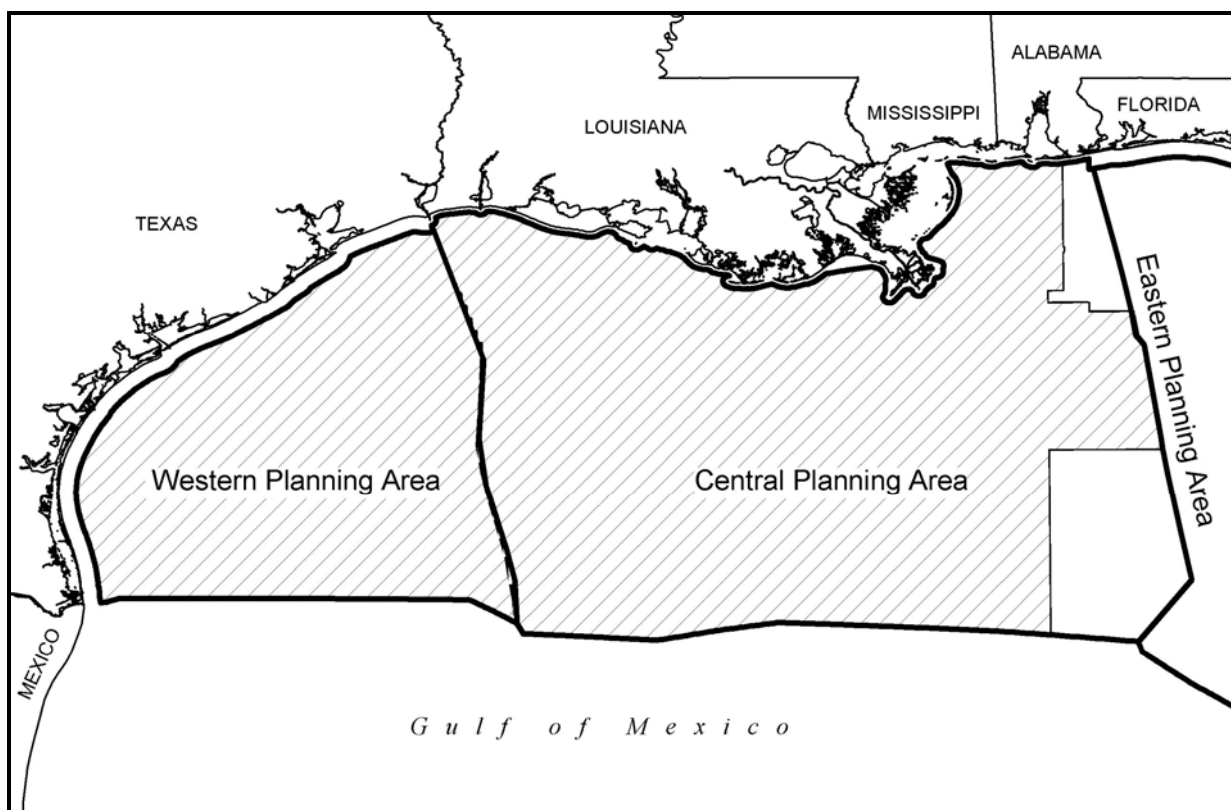 ALABAMA
FLORIDA
MISSISSIPPI
LOUISIANA
TEXAS
Eastern Planning Area
Western Planning Area
Central Planning Area
MEXICO
Gulf of Mexico